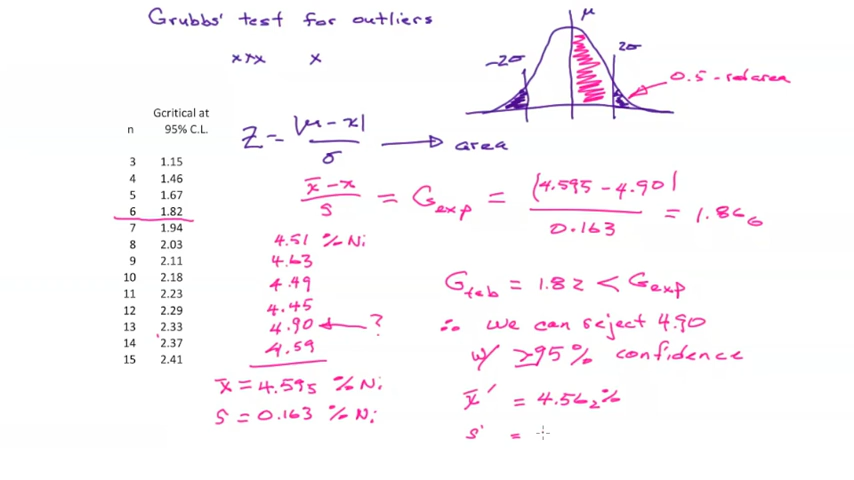 Grubbs' test for outliers
x x x x
μ
-2σ
2σ
0.5 - red area
Gcritical at
n 95% C.L.
3 1.15
4 1.46
5 1.67
6 1.82
7 1.94
8 2.03
9 2.11
10 2.18
11 2.23
12 2.29
13 2.33
14 2.37
15 2.41
Z = |μ - x| / σ → area
x̄ - x / s = Gexp = |4.595 - 4.90| / 0.163 = 1.866
4.51 % Ni
4.63
4.49
4.45
4.90 ← ?
4.59
x̄ = 4.595 % Ni
s = 0.163 % Ni
Gtab = 1.82 < Gexp
∴ we can reject 4.90
w/ ≥95% confidence
x̄' = 4.562%
s' =